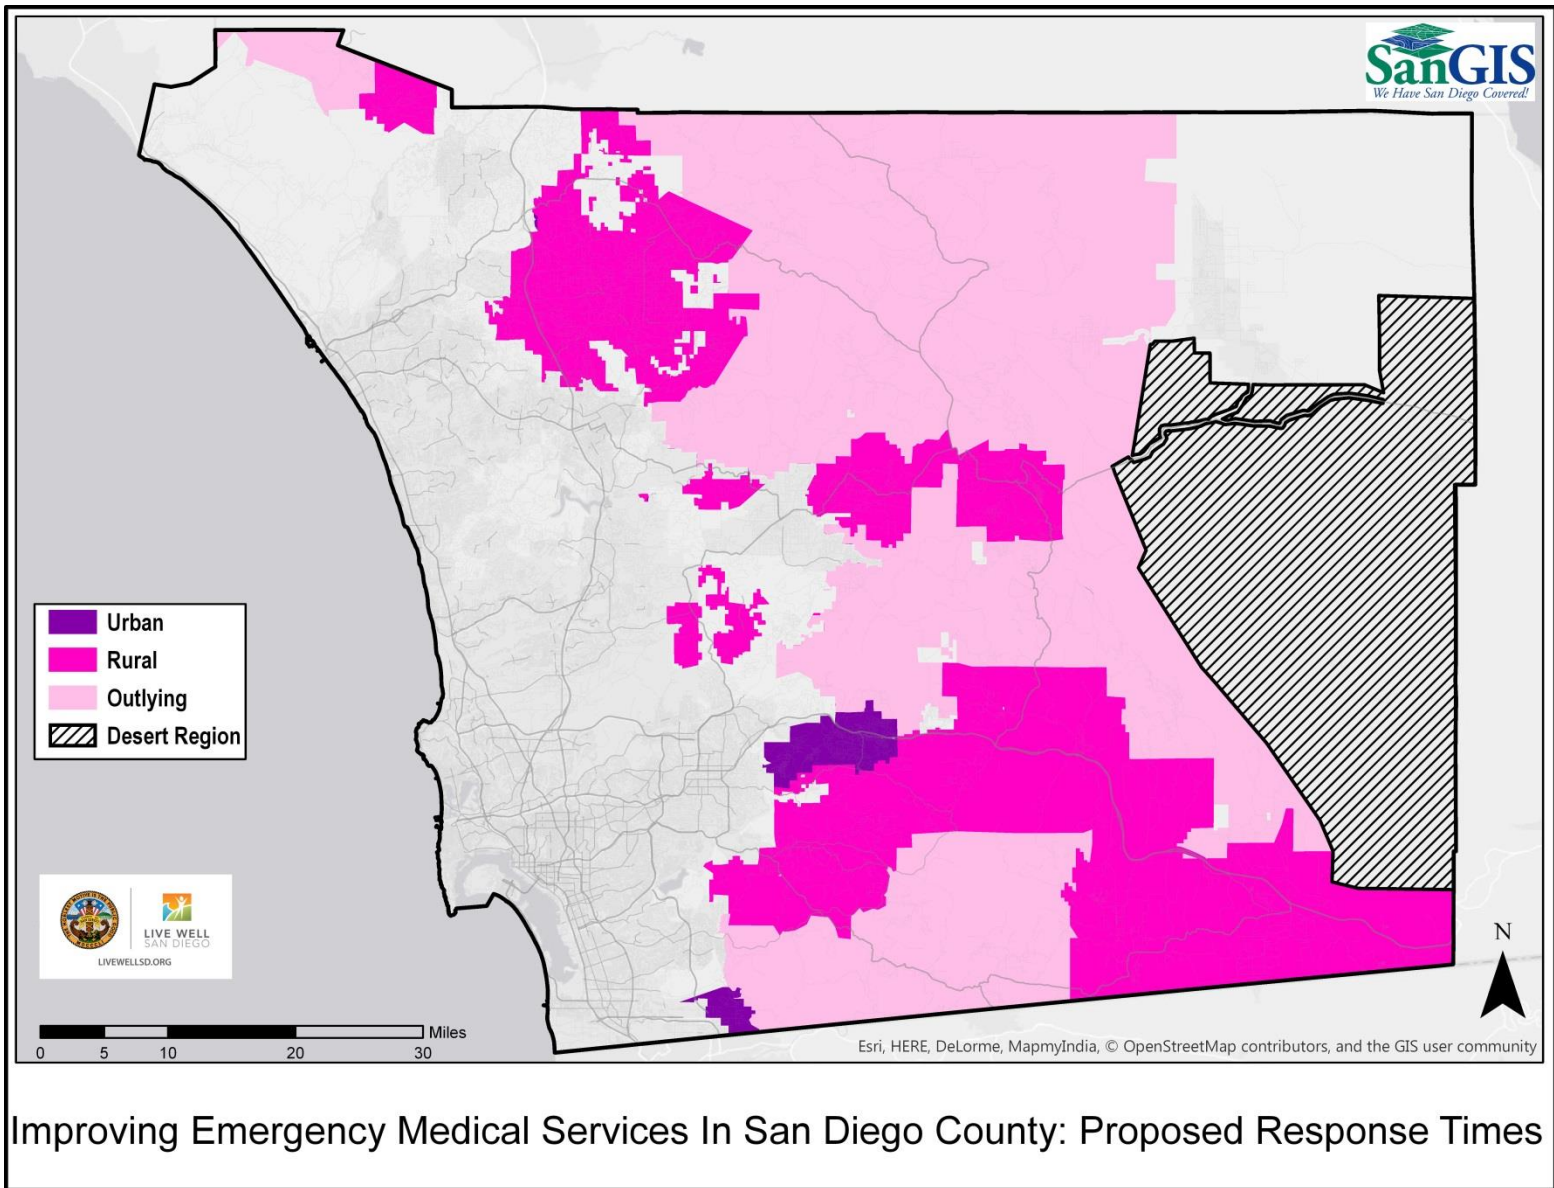 SanGIS
We Have San Diego Covered!
Urban
Rural
Outlying
Desert Region
LIVE WELL
SAN DIEGO
LIVEWELLSD.ORG
N
Miles
0 5 10 20 30
Esri, HERE, DeLorme, MapmyIndia, © OpenStreetMap contributors, and the GIS user community
Improving Emergency Medical Services In San Diego County: Proposed Response Times